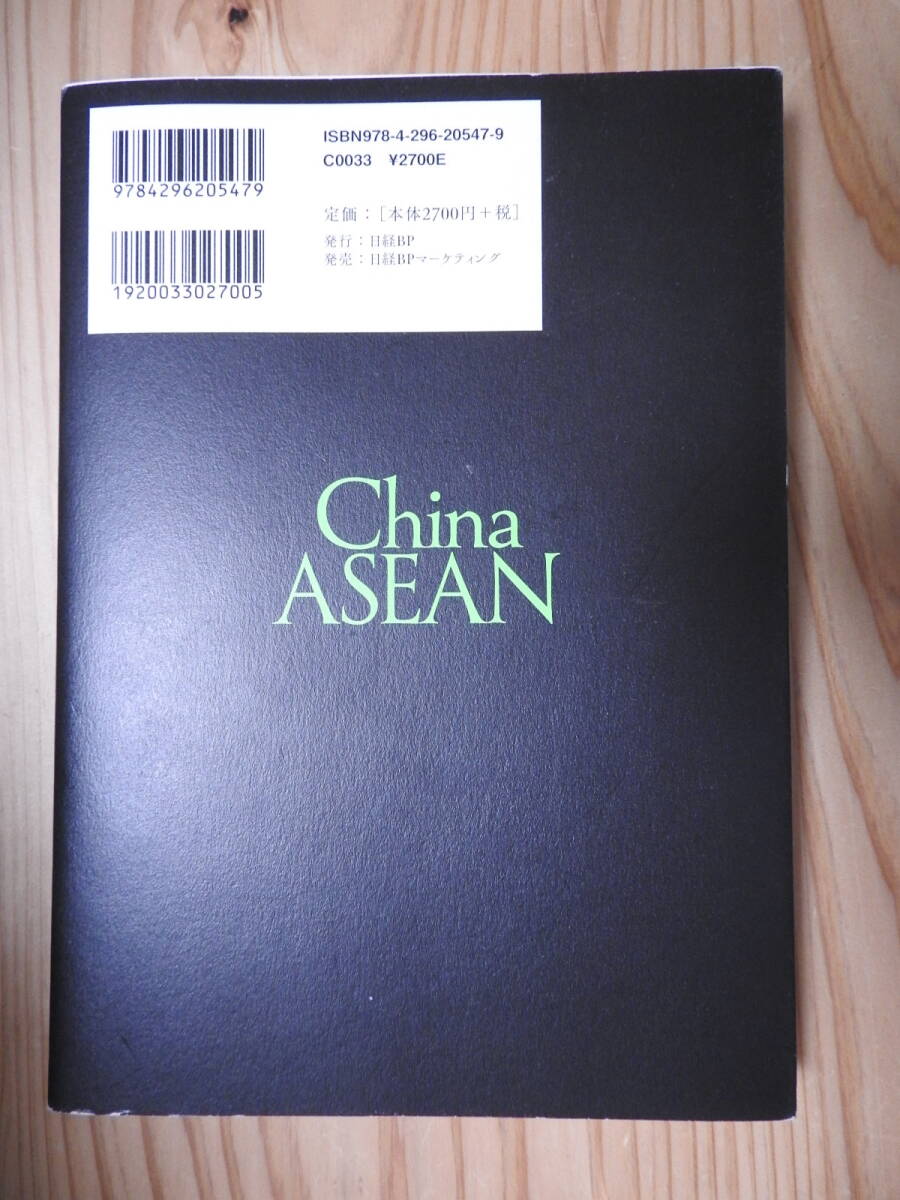 9784296205479
1920033027005
ISBN978-4-296-20547-9
C0033 ¥2700E
定価：［本体2700円＋税］
発行：日経BP
発売：日経BPマーケティング
China
ASEAN